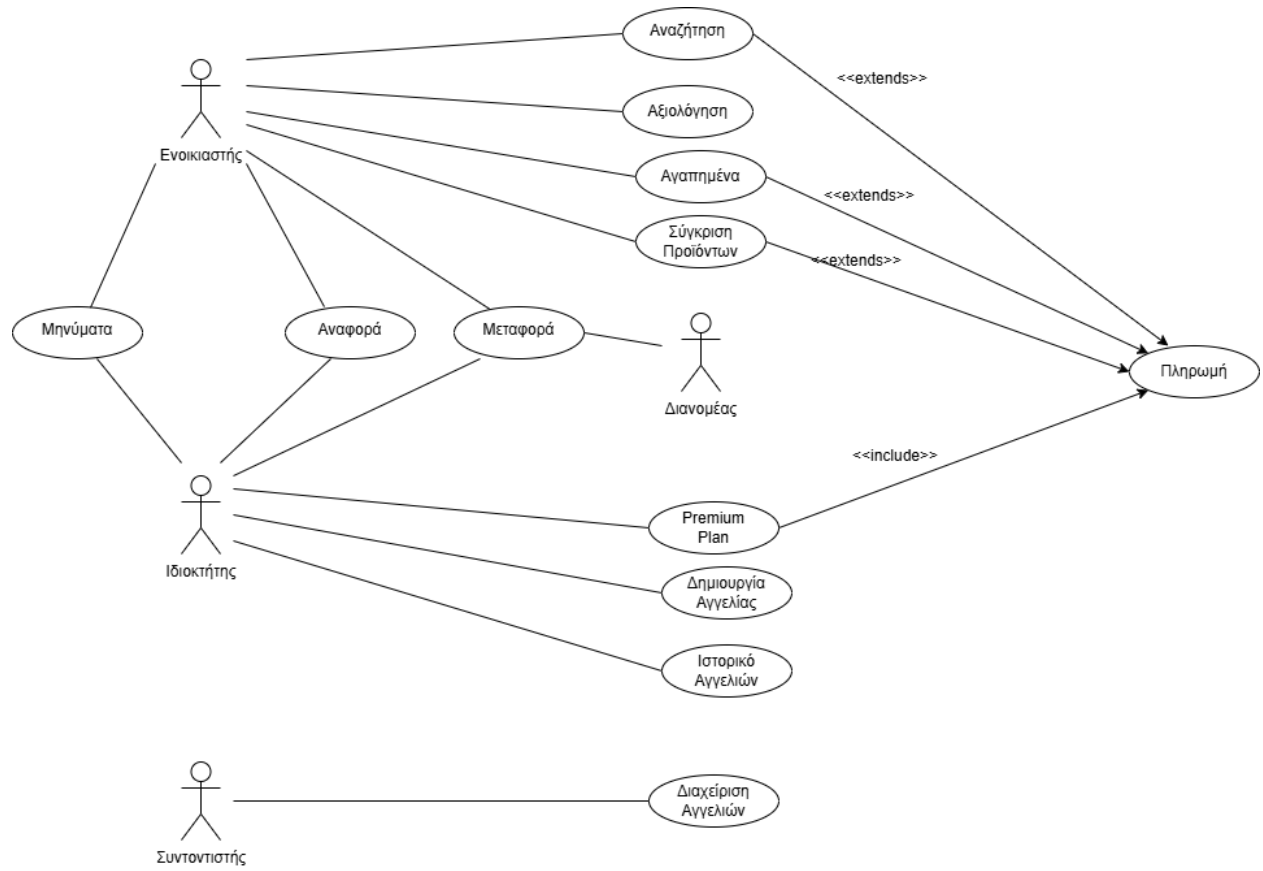 Αναζήτηση
<<extends>>
Αξιολόγηση
Ενοικιαστής
Αγαπημένα
<<extends>>
Σύγκριση
Προϊόντων
<<extends>>
Μηνύματα
Αναφορά
Μεταφορά
Διανομέας
Πληρωμή
<<include>>
Ιδιοκτήτης
Premium
Plan
Δημιουργία
Αγγελίας
Ιστορικό
Αγγελιών
Συντοντιστής
Διαχείριση
Αγγελιών